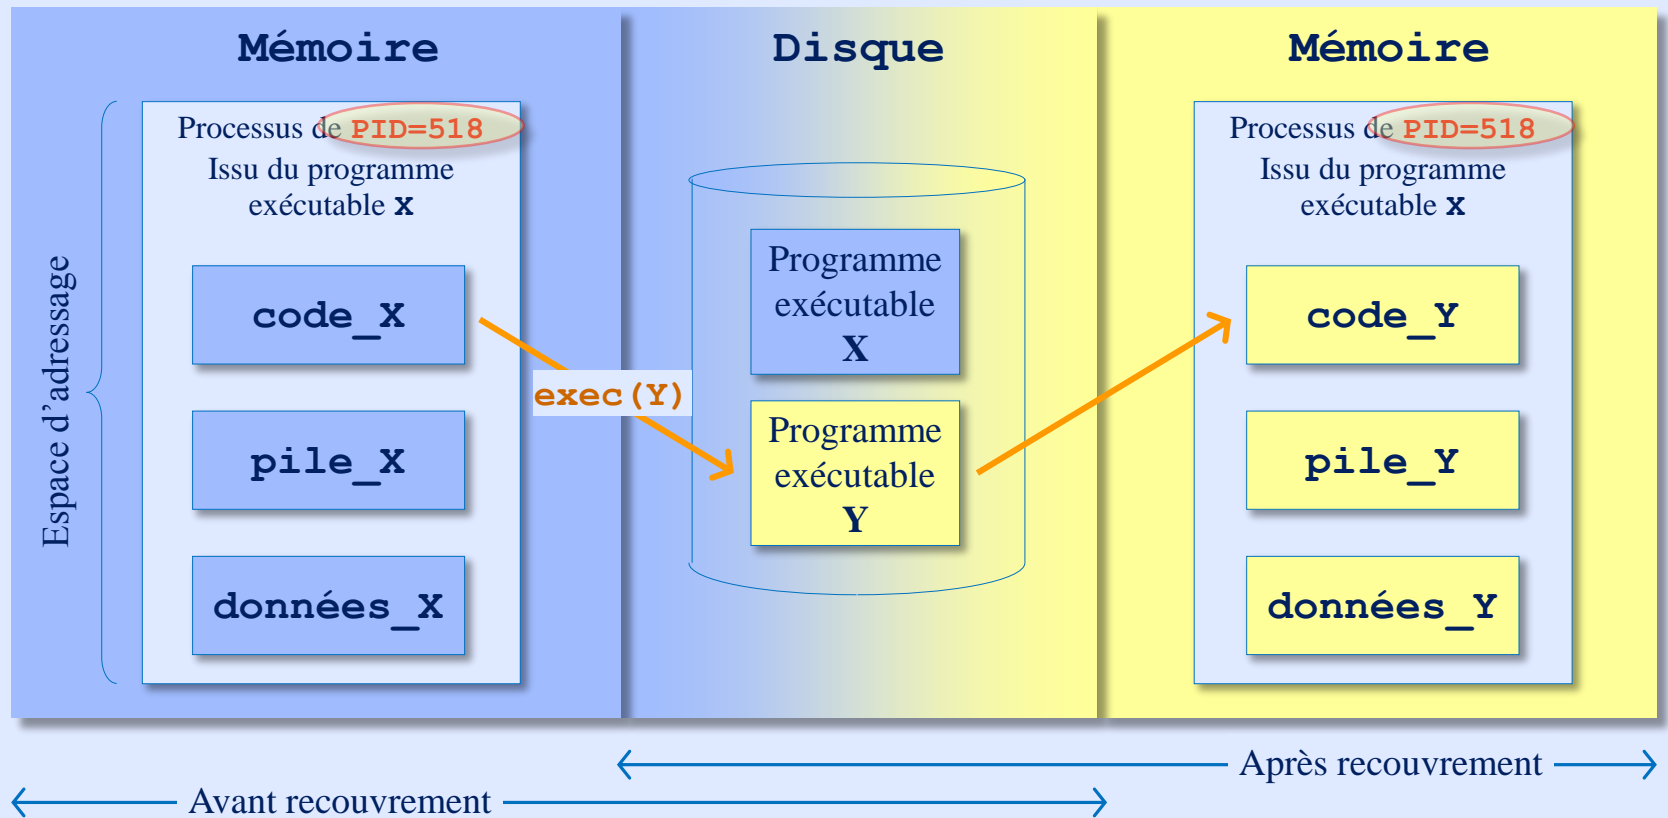 Mémoire
Disque
Mémoire
Espace d'adressage
Processus de PID=518
Issu du programme
exécutable X
code_X
pile_X
données_X
exec(Y)
Programme
exécutable
X
Programme
exécutable
Y
Processus de PID=518
Issu du programme
exécutable X
code_Y
pile_Y
données_Y
Après recouvrement
Avant recouvrement